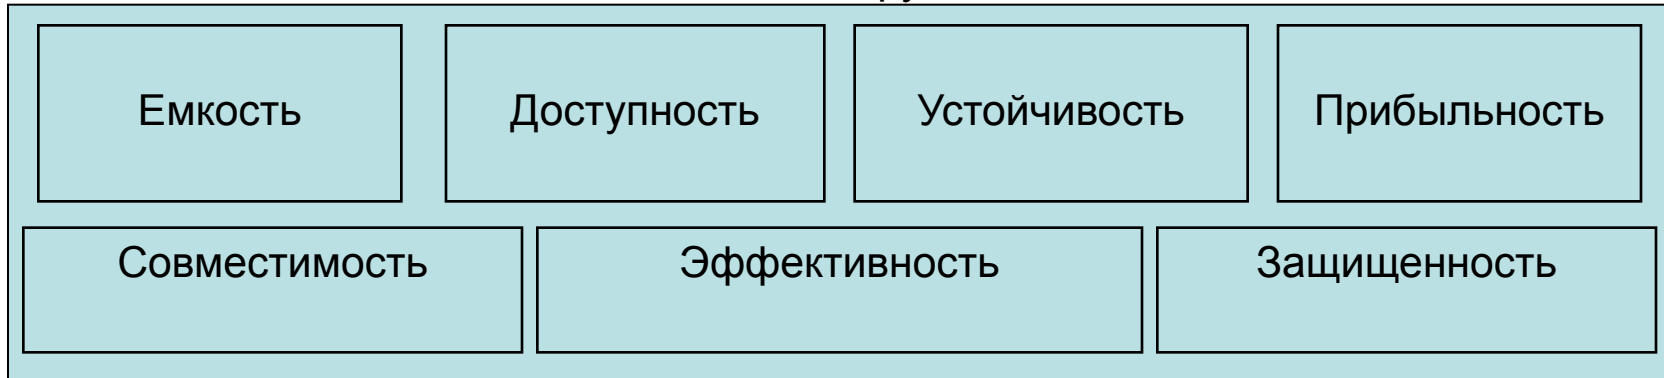 Емкость Доступность Устойчивость Прибыльность
Совместимость Эффективность Защищенность